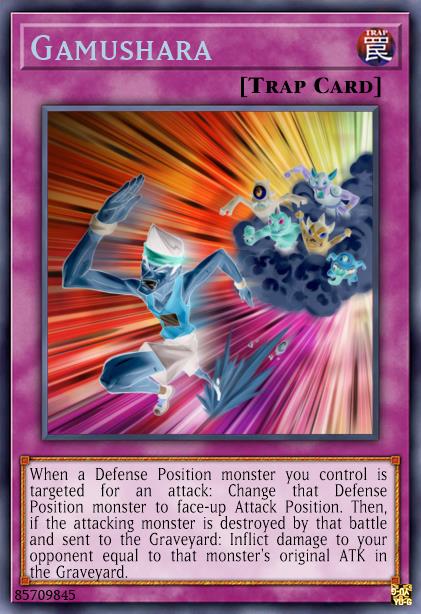 GAMUSHARA
TRAP
罠
[TRAP CARD]
When a Defense Position monster you control is
targeted for an attack: Change that Defense
Position monster to face-up Attack Position. Then,
if the attacking monster is destroyed by that battle
and sent to the Graveyard: Inflict damage to your
opponent equal to that monster's original ATK in
the Graveyard.
85709845